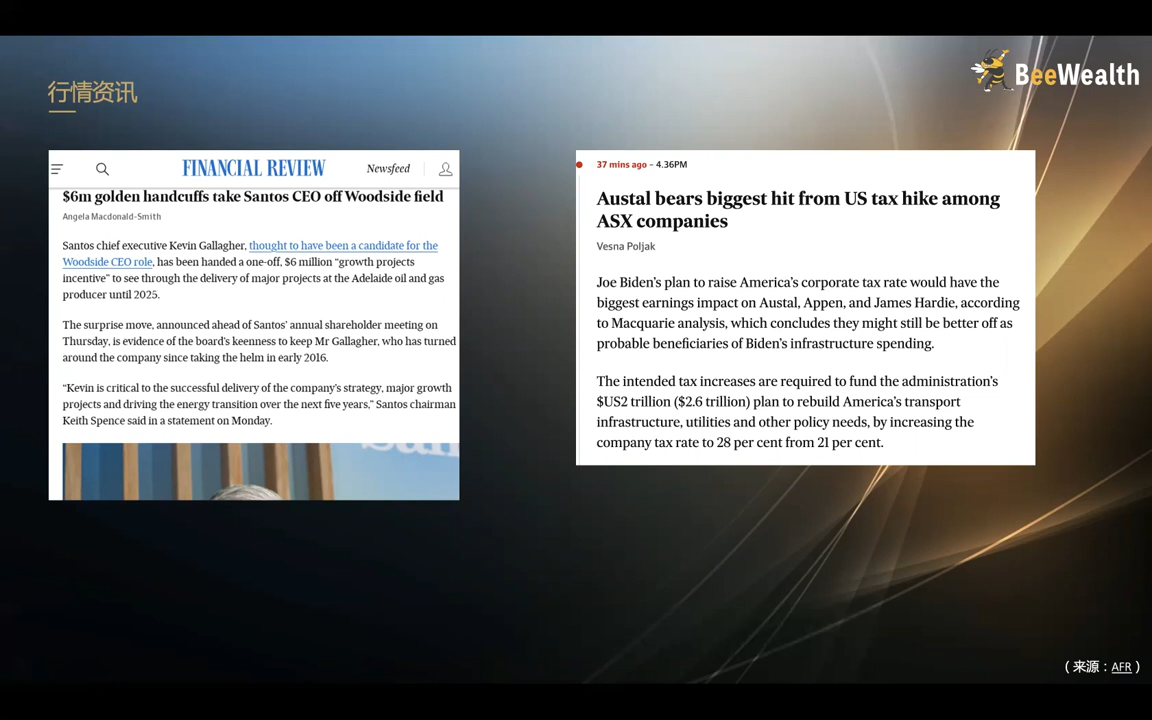 行情资讯
BeeWealth
FINANCIAL REVIEW
Newsfeed
$6m golden handcuffs take Santos CEO off Woodside field
Angela Macdonald-Smith
Santos chief executive Kevin Gallagher, thought to have been a candidate for the
Woodside CEO role, has been handed a one-off, $6 million “growth projects
incentive” to see through the delivery of major projects at the Adelaide oil and gas
producer until 2025.
The surprise move, announced ahead of Santos’ annual shareholder meeting on
Thursday, is evidence of the board’s keenness to keep Mr Gallagher, who has turned
around the company since taking the helm in early 2016.
“Kevin is critical to the successful delivery of the company’s strategy, major growth
projects and driving the energy transition over the next five years,” Santos chairman
Keith Spence said in a statement on Monday.
37 mins ago – 4.36PM
Austal bears biggest hit from US tax hike among
ASX companies
Vesna Poljak
Joe Biden’s plan to raise America’s corporate tax rate would have the
biggest earnings impact on Austal, Appen, and James Hardie, according
to Macquarie analysis, which concludes they might still be better off as
probable beneficiaries of Biden’s infrastructure spending.
The intended tax increases are required to fund the administration’s
$US2 trillion ($2.6 trillion) plan to rebuild America’s transport
infrastructure, utilities and other policy needs, by increasing the
company tax rate to 28 per cent from 21 per cent.
（来源：AFR ）